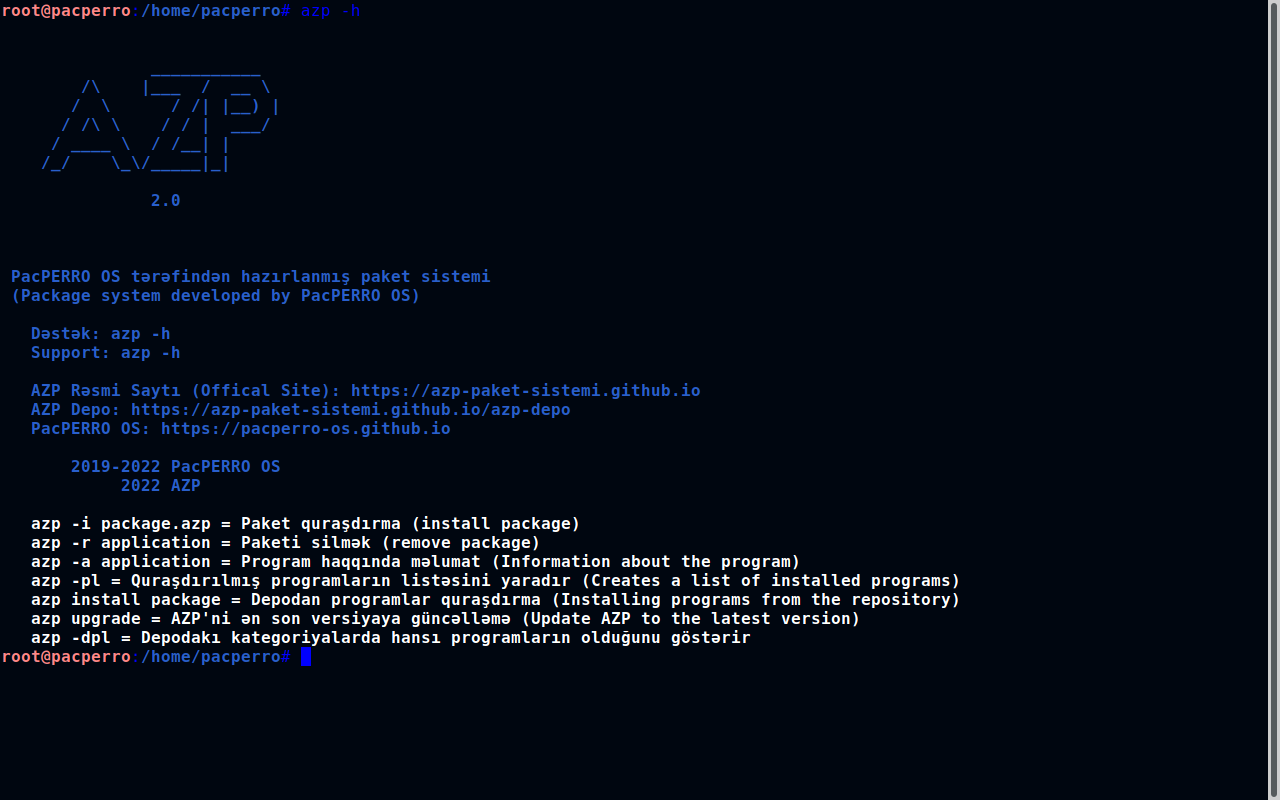 root@pacperro:/home/pacperro# azp -h
2.0
PacPERRO OS tərəfindən hazırlanmış paket sistemi
(Package system developed by PacPERRO OS)
Dəstək: azp -h
Support: azp -h
AZP Rəsmi Saytı (Offical Site): https://azp-paket-sistemi.github.io
AZP Depo: https://azp-paket-sistemi.github.io/azp-depo
PacPERRO OS: https://pacperro-os.github.io
2019-2022 PacPERRO OS
2022 AZP
azp -i package.azp = Paket quraşdırma (install package)
azp -r application = Paketi silmək (remove package)
azp -a application = Program haqqında məlumat (Information about the program)
azp -pl = Quraşdırılmış programların listəsini yaradır (Creates a list of installed programs)
azp install package = Depodan programlar quraşdırma (Installing programs from the repository)
azp upgrade = AZP'ni ən son versiyaya güncəlləmə (Update AZP to the latest version)
azp -dpl = Depodakı kategoriyalarda hansı programların olduğunu göstərir
root@pacperro:/home/pacperro#